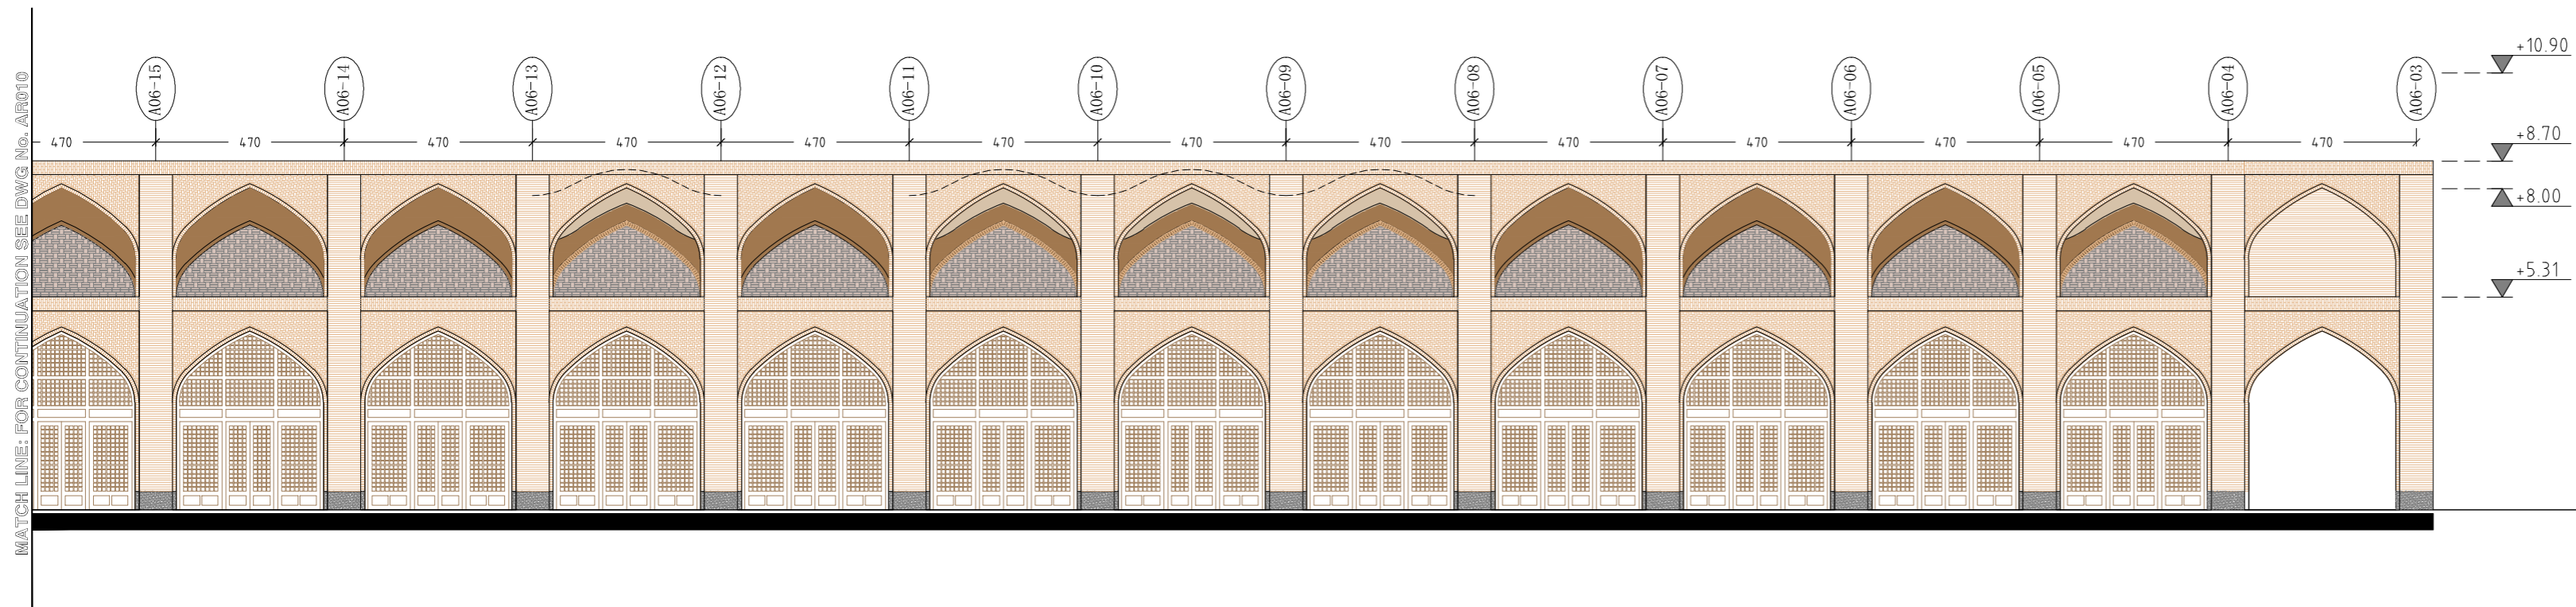 +10.90
A06-15 A06-14 A06-13 A06-12 A06-11 A06-10 A06-09 A06-08 A06-07 A06-06 A06-05 A06-04 A06-03
+8.70
470 470 470 470 470 470 470 470 470 470 470 470 470
+8.00
+5.31
MATCH LINE: FOR CONTINUATION SEE DWG No. AR010